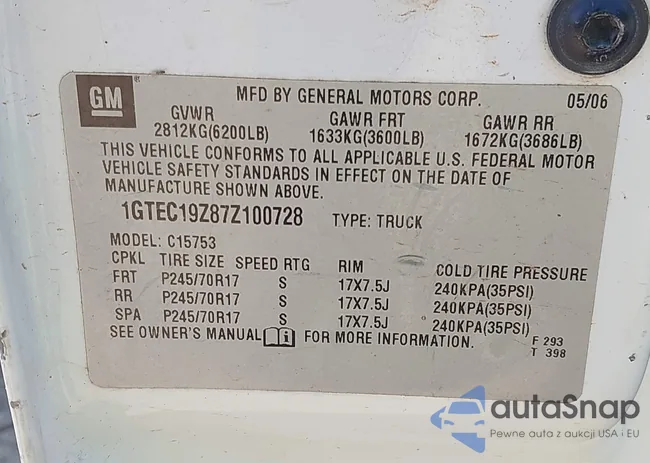 GM
MFD BY GENERAL MOTORS CORP. 05/06
GVWR GAWR FRT GAWR RR
2812KG(6200LB) 1633KG(3600LB) 1672KG(3686LB)
THIS VEHICLE CONFORMS TO ALL APPLICABLE U.S. FEDERAL MOTOR
VEHICLE SAFETY STANDARDS IN EFFECT ON THE DATE OF
MANUFACTURE SHOWN ABOVE.
1GTEC19Z87Z100728 TYPE: TRUCK
MODEL: C15753
CPKL TIRE SIZE SPEED RTG RIM COLD TIRE PRESSURE
FRT P245/70R17 S 17X7.5J 240KPA(35PSI)
RR P245/70R17 S 17X7.5J 240KPA(35PSI)
SPA P245/70R17 S 17X7.5J 240KPA(35PSI)
SEE OWNER'S MANUAL FOR MORE INFORMATION.
F 293
T 398
autaSnap
Pewne auta z aukcji USA i EU